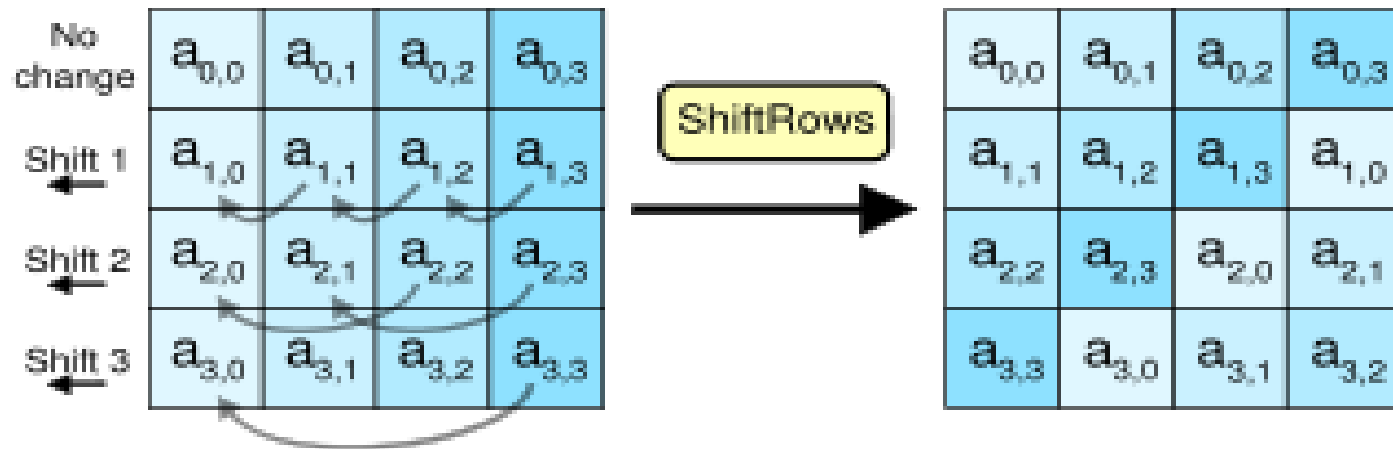 No change a0,0 a0,1 a0,2 a0,3 a0,0 a0,1 a0,2 a0,3
ShiftRows
Shift 1 a1,0 a1,1 a1,2 a1,3 a1,1 a1,2 a1,3 a1,0
Shift 2 a2,0 a2,1 a2,2 a2,3 a2,2 a2,3 a2,0 a2,1
Shift 3 a3,0 a3,1 a3,2 a3,3 a3,3 a3,0 a3,1 a3,2